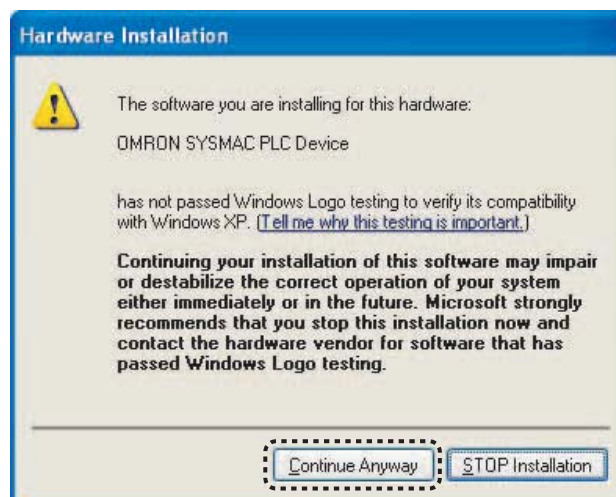 Hardware Installation
The software you are installing for this hardware:
OMRON SYSMAC PLC Device
has not passed Windows Logo testing to verify its compatibility
with Windows XP. (Tell me why this testing is important.)
Continuing your installation of this software may impair
or destabilize the correct operation of your system
either immediately or in the future. Microsoft strongly
recommends that you stop this installation now and
contact the hardware vendor for software that has
passed Windows Logo testing.
Continue Anyway
STOP Installation